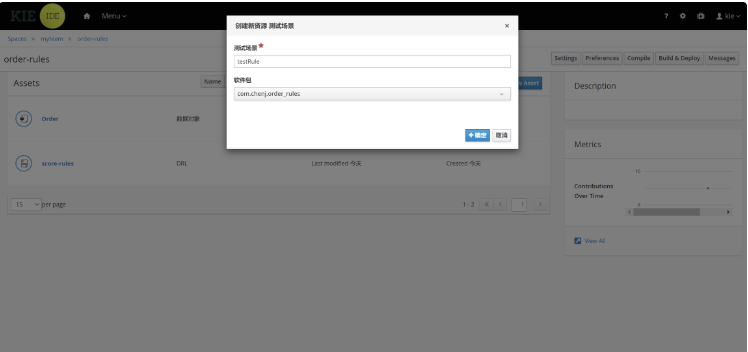 KIE IDE Menu ? kie
Spaces » mySystem » order-rules
order-rules Settings Preferences Compile Build & Deploy Messages
创建新资源 测试场景 ×
测试场景 *
testRule
软件包
com.chenj.order_rules
+确定 取消
Assets Name Asset
Order 数据对象
score-rules DRL Last modified 今天 Created 今天
15 per page 1-2 1
Description
Metrics
Contributions
Over Time
10
View All